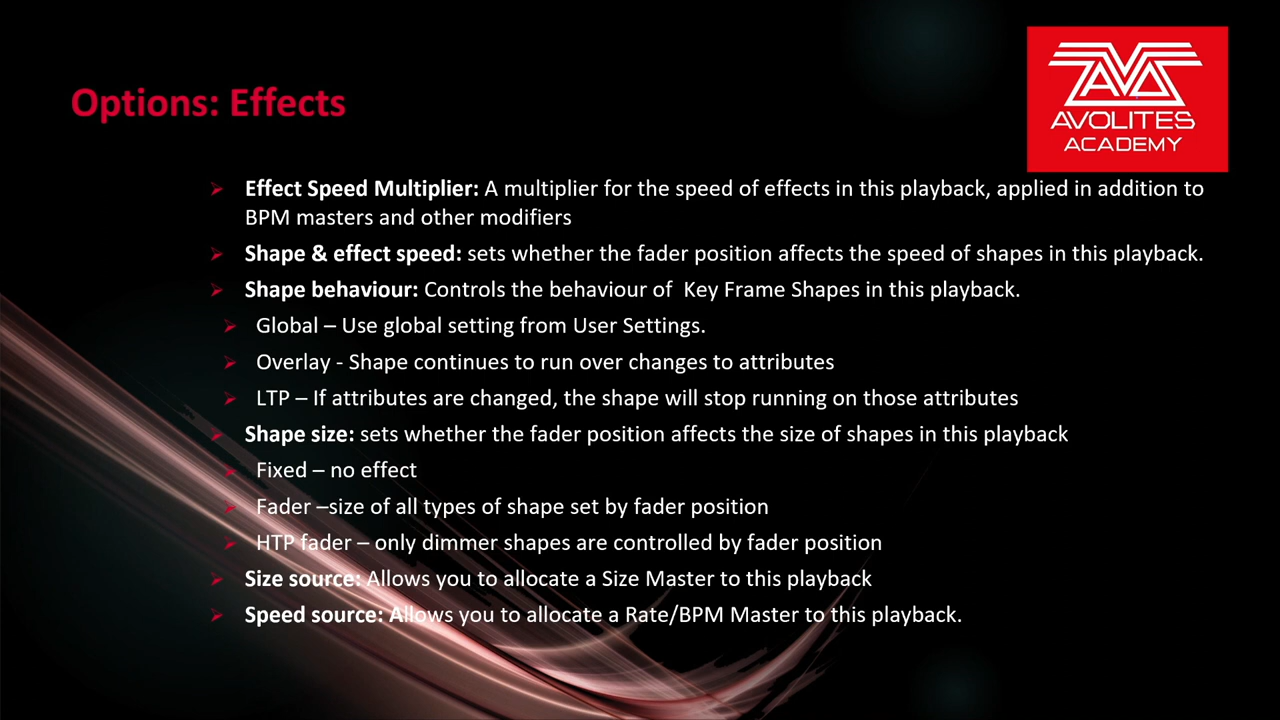 Options: Effects
AVOLITES
ACADEMY
Effect Speed Multiplier: A multiplier for the speed of effects in this playback, applied in addition to
BPM masters and other modifiers
Shape & effect speed: sets whether the fader position affects the speed of shapes in this playback.
Shape behaviour: Controls the behaviour of  Key Frame Shapes in this playback.
Global – Use global setting from User Settings.
Overlay - Shape continues to run over changes to attributes
LTP – If attributes are changed, the shape will stop running on those attributes
Shape size: sets whether the fader position affects the size of shapes in this playback
Fixed – no effect
Fader –size of all types of shape set by fader position
HTP fader – only dimmer shapes are controlled by fader position
Size source: Allows you to allocate a Size Master to this playback
Speed source: Allows you to allocate a Rate/BPM Master to this playback.